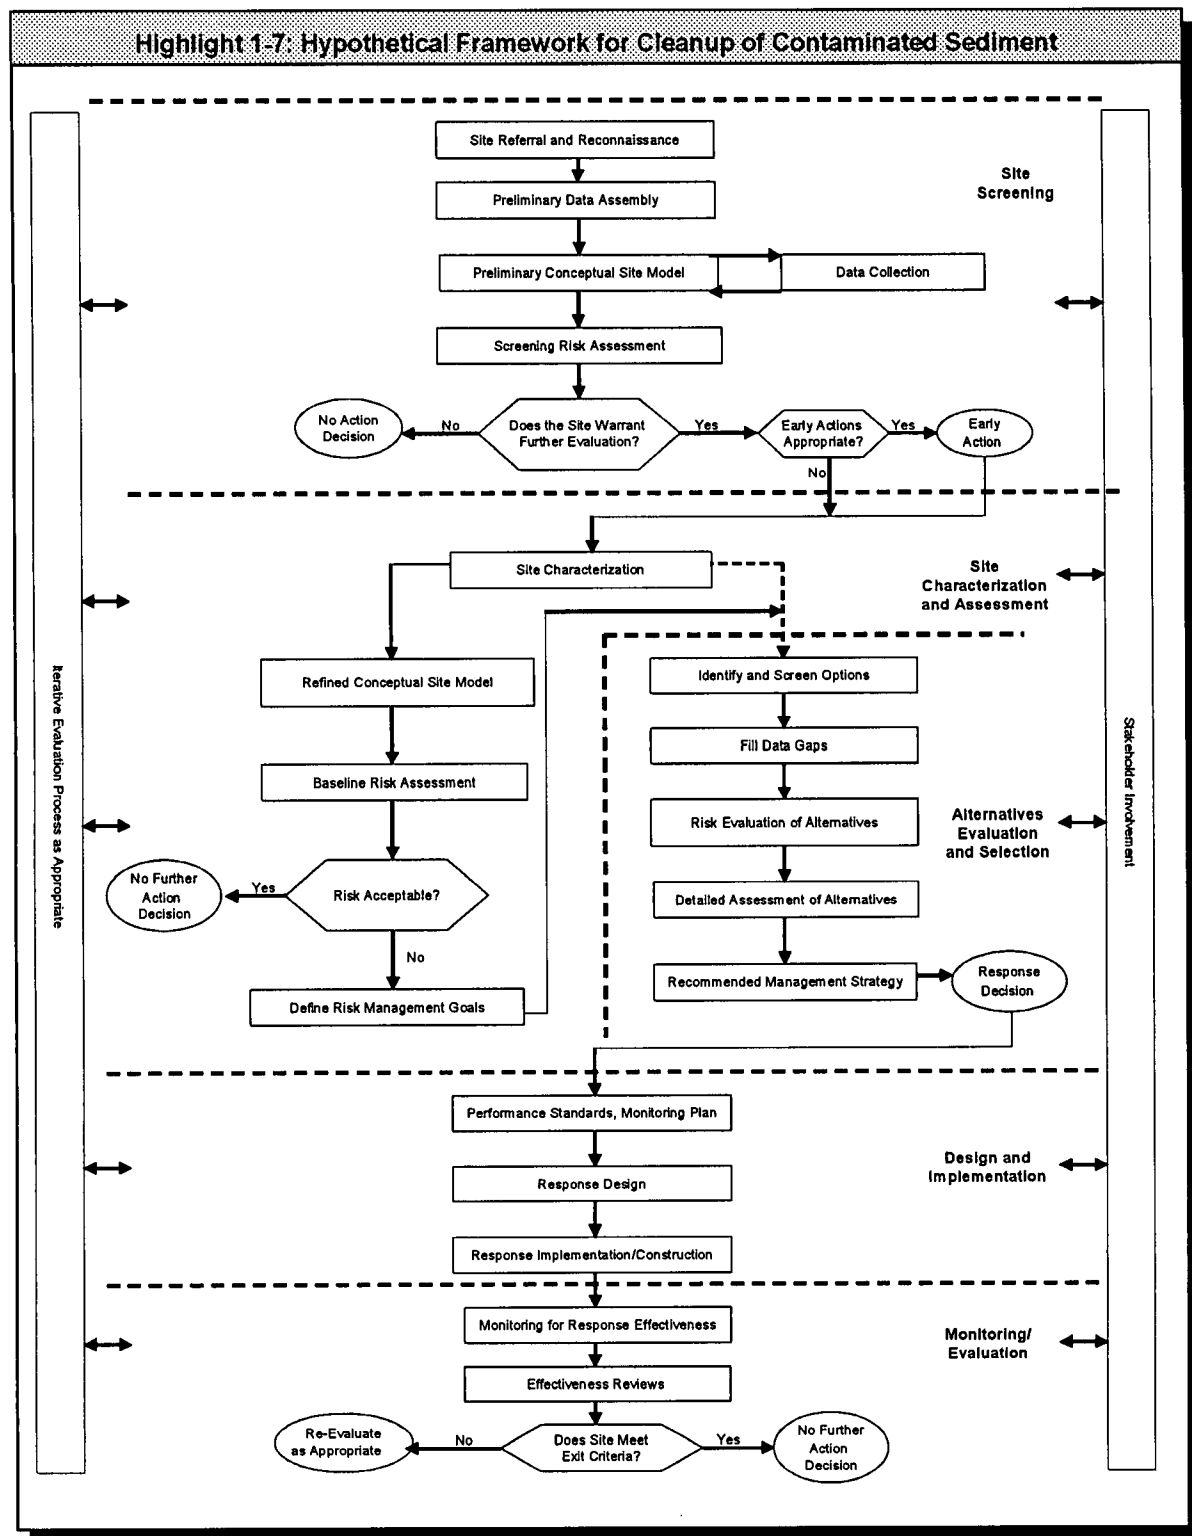 Highlight 1-7: Hypothetical Framework for Cleanup of Contaminated Sediment
Site Referral and Reconnaissance
Site
Screening
Preliminary Data Assembly
Preliminary Conceptual Site Model
Data Collection
Screening Risk Assessment
No Action
Decision
No
Does the Site Warrant
Further Evaluation?
Yes
Early Actions
Appropriate?
Yes
Early
Action
No
Site Characterization
Site
Characterization
and Assessment
Refined Conceptual Site Model
Identify and Screen Options
Fill Data Gaps
Baseline Risk Assessment
Risk Evaluation of Alternatives
Alternatives
Evaluation
and Selection
No Further
Action
Decision
Yes
Risk Acceptable?
Detailed Assessment of Alternatives
No
Recommended Management Strategy
Response
Decision
Define Risk Management Goals
Iterative Evaluation Process as Appropriate
Stakeholder Involvement
Performance Standards, Monitoring Plan
Design and
Implementation
Response Design
Response Implementation/Construction
Monitoring for Response Effectiveness
Monitoring/
Evaluation
Effectiveness Reviews
Re-Evaluate
as Appropriate
No
Does Site Meet
Exit Criteria?
Yes
No Further
Action
Decision